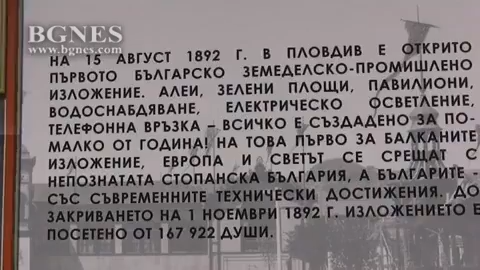 BGNES
www.bgnes.com
НА 15 АВГУСТ 1892 Г. В ПЛОВДИВ Е ОТКРИТО
ПЪРВОТО БЪЛГАРСКО ЗЕМЕДЕЛСКО-ПРОМИШЛЕНО
ИЗЛОЖЕНИЕ. АЛЕИ, ЗЕЛЕНИ ПЛОЩИ, ПАВИЛИОНИ,
ВОДОСНАБДЯВАНЕ, ЕЛЕКТРИЧЕСКО ОСВЕТЛЕНИЕ,
ТЕЛЕФОННА ВРЪЗКА – ВСИЧКО Е СЪЗДАДЕНО ЗА ПО-
МАЛКО ОТ ГОДИНА! НА ТОВА ПЪРВО ЗА БАЛКАНИТЕ
ИЗЛОЖЕНИЕ, ЕВРОПА И СВЕТЪТ СЕ СРЕЩАТ С
НЕПОЗНАТАТА СТОПАНСКА БЪЛГАРИЯ, А БЪЛГАРИТЕ -
СЪС СЪВРЕМЕННИТЕ ТЕХНИЧЕСКИ ДОСТИЖЕНИЯ. ДО
ЗАКРИВАНЕТО НА 1 НОЕМВРИ 1892 Г. ИЗЛОЖЕНИЕТО Е
ПОСЕТЕНО ОТ 167 922 ДУШИ.